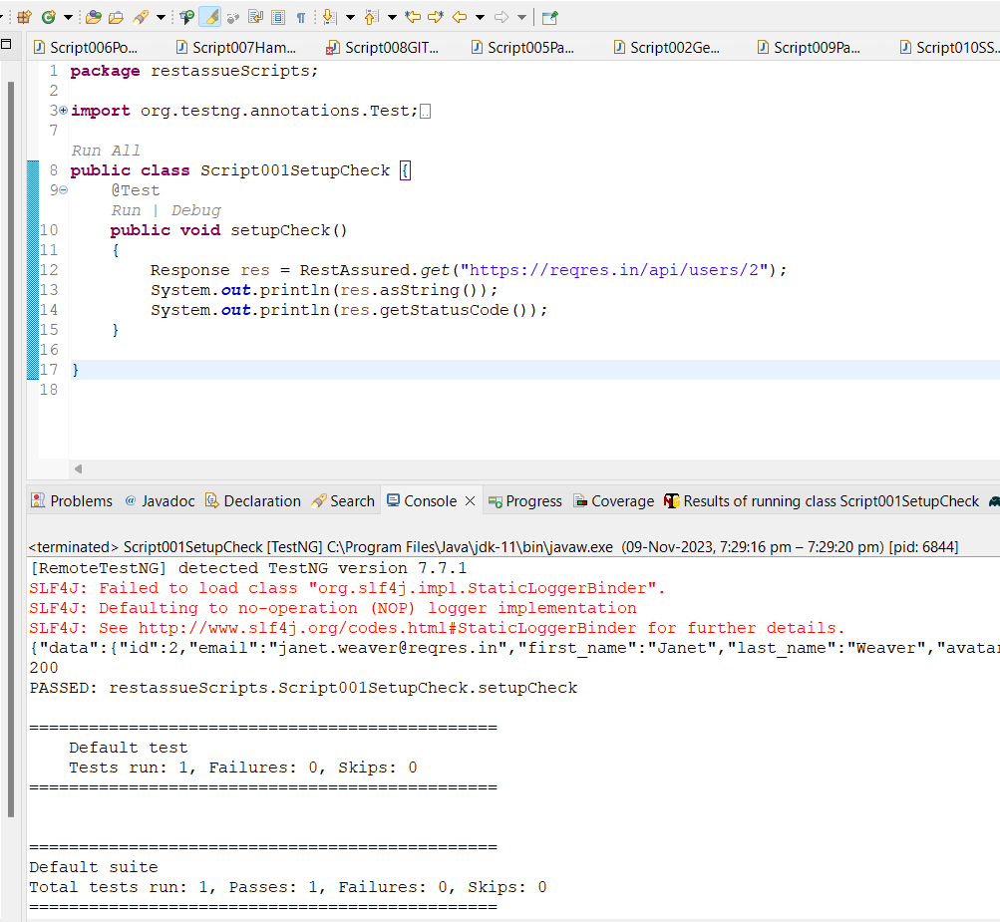 Script006Po... Script007Ham... Script008GIT... Script005Pa... Script002Ge... Script009Pa... Script010SS...
1 package restassueScripts;
2
3 import org.testng.annotations.Test;
7
Run All
8 public class Script001SetupCheck {
9 @Test
Run | Debug
10 public void setupCheck()
11 {
12 Response res = RestAssured.get("https://reqres.in/api/users/2");
13 System.out.println(res.asString());
14 System.out.println(res.getStatusCode());
15 }
16
17 }
18
Problems @ Javadoc Declaration Search Console Progress Coverage Results of running class Script001SetupCheck
<terminated> Script001SetupCheck [TestNG] C:\Program Files\Java\jdk-11\bin\javaw.exe (09-Nov-2023, 7:29:16 pm – 7:29:20 pm) [pid: 6844]
[RemoteTestNG] detected TestNG version 7.7.1
SLF4J: Failed to load class "org.slf4j.impl.StaticLoggerBinder".
SLF4J: Defaulting to no-operation (NOP) logger implementation
SLF4J: See http://www.slf4j.org/codes.html#StaticLoggerBinder for further details.
{"data":{"id":2,"email":"janet.weaver@reqres.in","first_name":"Janet","last_name":"Weaver","avatar
200
PASSED: restassueScripts.Script001SetupCheck.setupCheck
===============================================
Default test
Tests run: 1, Failures: 0, Skips: 0
===============================================
===============================================
Default suite
Total tests run: 1, Passes: 1, Failures: 0, Skips: 0
===============================================